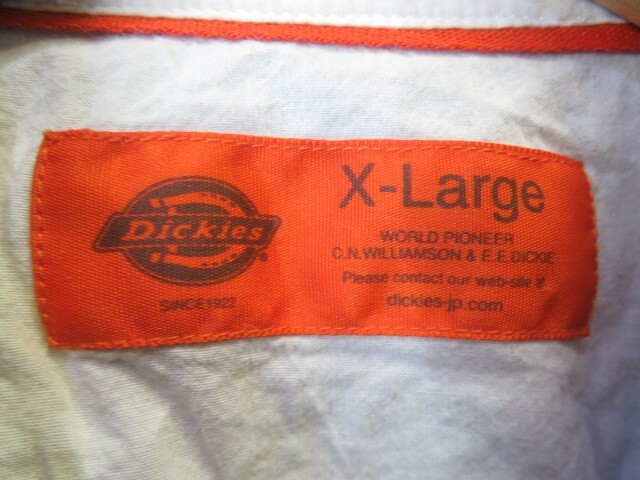 Dickies®
SINCE 1922
X-Large
WORLD PIONEER
C.N.WILLIAMSON & E.E.DICKIE
Please contact our web-site if
dickies-jp.com